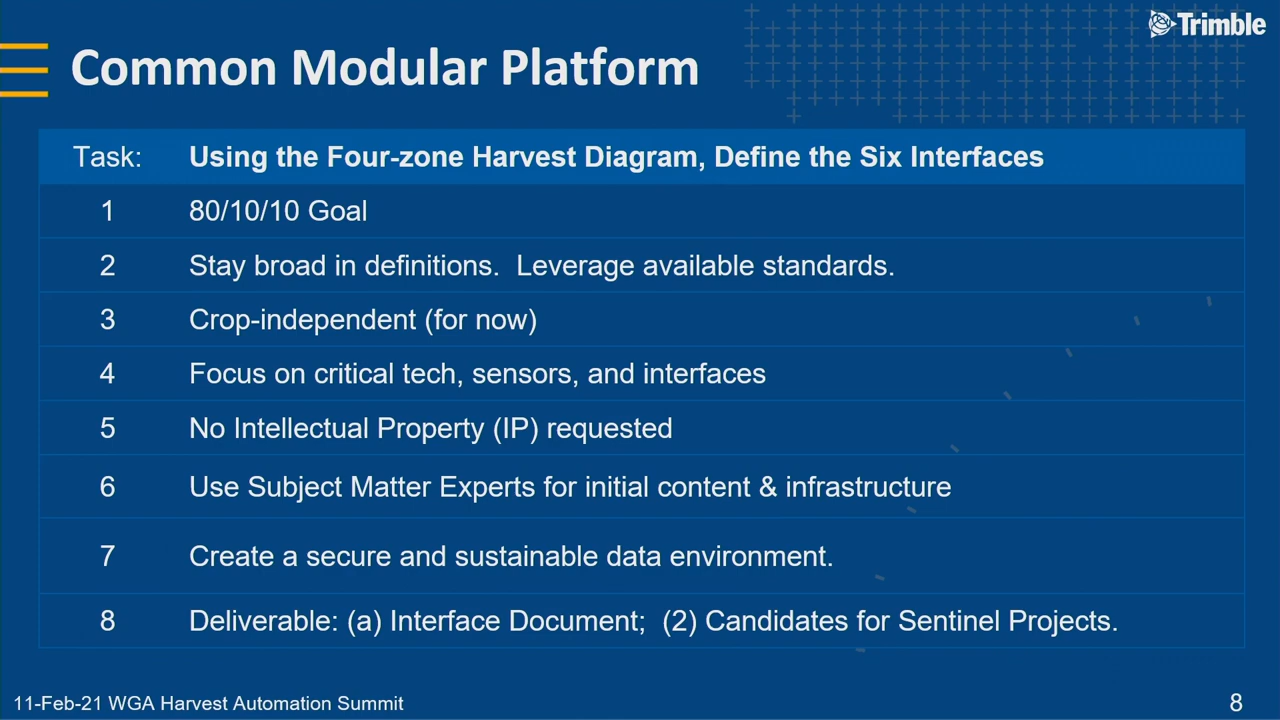 Trimble
Common Modular Platform
Task: Using the Four-zone Harvest Diagram, Define the Six Interfaces
1 80/10/10 Goal
2 Stay broad in definitions.  Leverage available standards.
3 Crop-independent (for now)
4 Focus on critical tech, sensors, and interfaces
5 No Intellectual Property (IP) requested
6 Use Subject Matter Experts for initial content & infrastructure
7 Create a secure and sustainable data environment.
8 Deliverable: (a) Interface Document;  (2) Candidates for Sentinel Projects.
11-Feb-21 WGA Harvest Automation Summit 8